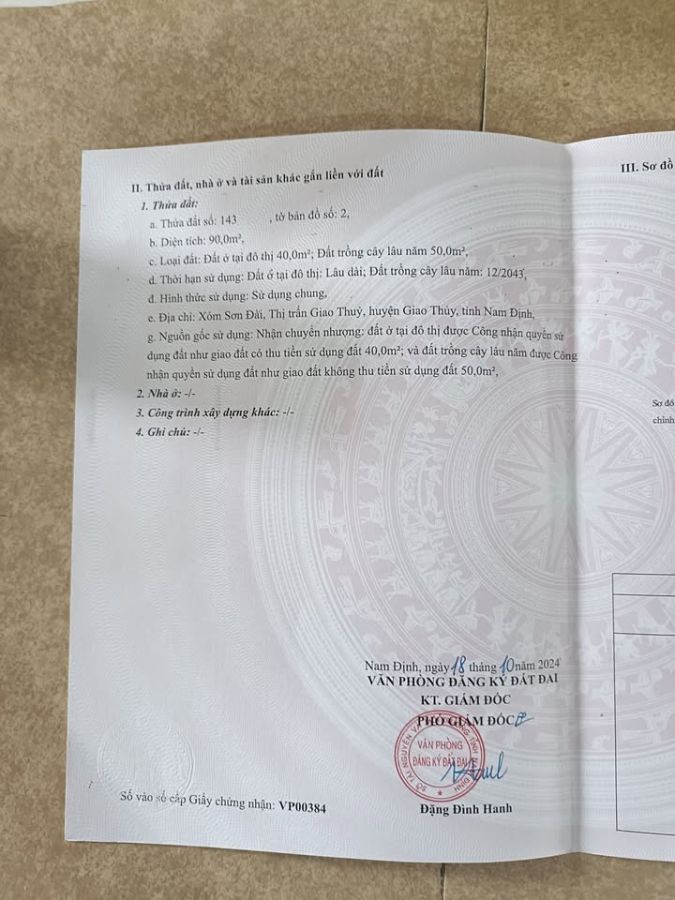 II. Thửa đất, nhà ở và tài sản khác gắn liền với đất
III. Sơ đồ
1. Thửa đất:
a. Thửa đất số: 143 , tờ bản đồ số: 2,
b. Diện tích: 90,0m²,
c. Loại đất: Đất ở tại đô thị 40,0m²; Đất trồng cây lâu năm 50,0m²,
d. Thời hạn sử dụng: Đất ở tại đô thị: Lâu dài; Đất trồng cây lâu năm: 12/2043,
đ. Hình thức sử dụng: Sử dụng chung,
e. Địa chỉ: Xóm Sơn Đài, Thị trấn Giao Thuỷ, huyện Giao Thủy, tỉnh Nam Định,
g. Nguồn gốc sử dụng: Nhận chuyển nhượng: đất ở tại đô thị được Công nhận quyền sử
dụng đất như giao đất có thu tiền sử dụng đất 40,0m²; và đất trồng cây lâu năm được Công
nhận quyền sử dụng đất như giao đất không thu tiền sử dụng đất 50,0m²,
2. Nhà ở: -/-
3. Công trình xây dựng khác: -/-
4. Ghi chú: -/-
Sơ đồ
chỉnh
Nam Định, ngày 18 tháng 10 năm 2024
VĂN PHÒNG ĐĂNG KÝ ĐẤT ĐAI
KT. GIÁM ĐỐC
PHÓ GIÁM ĐỐC
VĂN PHÒNG
ĐĂNG KÝ ĐẤT ĐAI
Đặng Đình Hanh
Số vào sổ cấp Giấy chứng nhận: VP00384